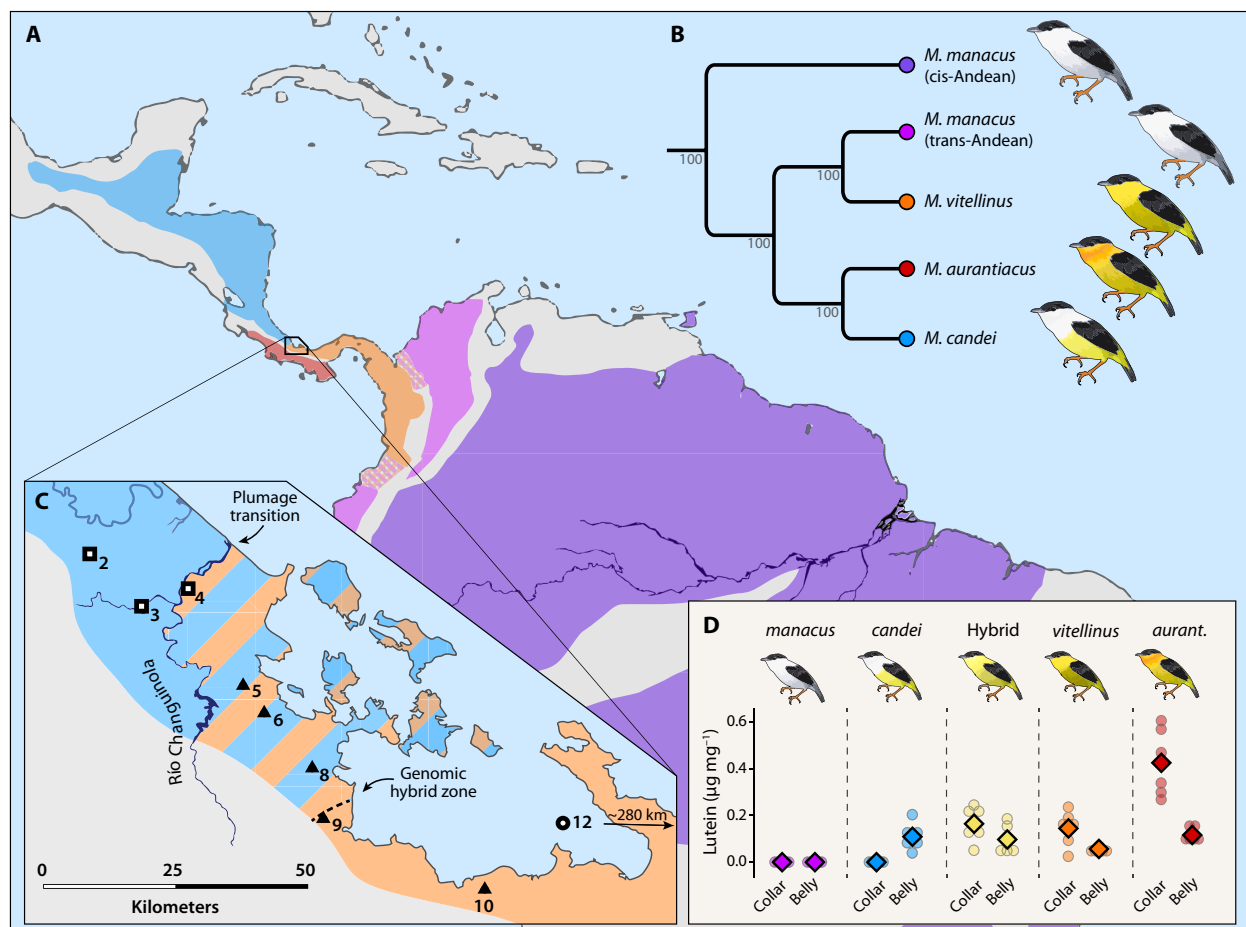 A
B
M. manacus
(cis-Andean)
M. manacus
(trans-Andean)
M. vitellinus
M. aurantiacus
M. candei
100
100
100
100
C
Plumage
transition
2
3
4
5
6
8
9
10
12
Río Changuinola
Genomic
hybrid zone
~280 km
0 25 50
Kilometers
D
manacus candei Hybrid vitellinus aurant.
Lutein (µg mg⁻¹)
0.6
0.4
0.2
0.0
Collar Belly Collar Belly Collar Belly Collar Belly Collar Belly